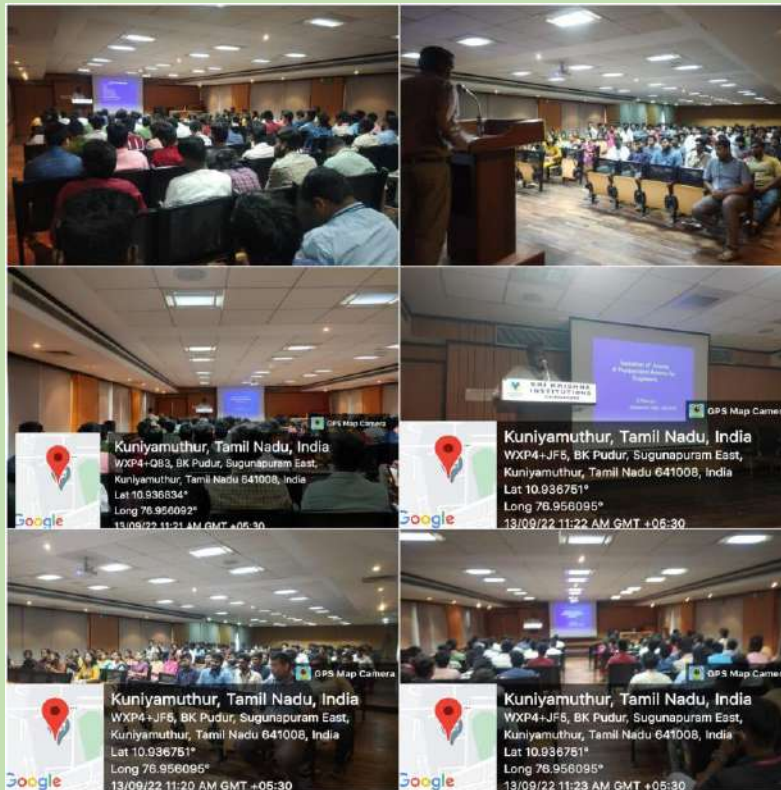 SRI KRISHNA
INSTITUTIONS
GPS Map Camera
Kuniyamuthur, Tamil Nadu, India
WXP4+QB3, BK Pudur, Sugunapuram East,
Kuniyamuthur, Tamil Nadu 641008, India
Lat 10.936834°
Long 76.956092°
13/09/22 11:21 AM GMT +05:30
Google
GPS Map Camera
Kuniyamuthur, Tamil Nadu, India
WXP4+JF5, BK Pudur, Sugunapuram East,
Kuniyamuthur, Tamil Nadu 641008, India
Lat 10.936751°
Long 76.956095°
13/09/22 11:22 AM GMT +05:30
Google
GPS Map Camera
Kuniyamuthur, Tamil Nadu, India
WXP4+JF5, BK Pudur, Sugunapuram East,
Kuniyamuthur, Tamil Nadu 641008, India
Lat 10.936751°
Long 76.956095°
13/09/22 11:20 AM GMT +05:30
Google
GPS Map Camera
Kuniyamuthur, Tamil Nadu, India
WXP4+JF5, BK Pudur, Sugunapuram East,
Kuniyamuthur, Tamil Nadu 641008, India
Lat 10.936751°
Long 76.956095°
13/09/22 11:23 AM GMT +05:30
Google